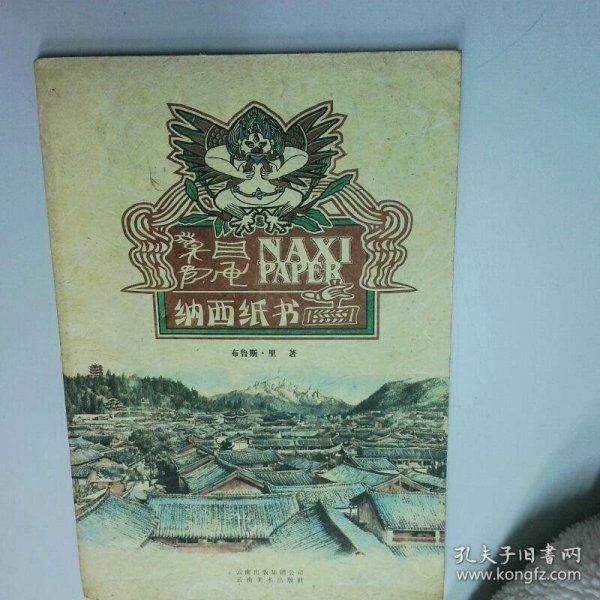 NAXI
PAPER
纳西纸书
布鲁斯·里 著
云南出版集团公司
云南美术出版社
孔夫子旧书网
www.kongfz.com